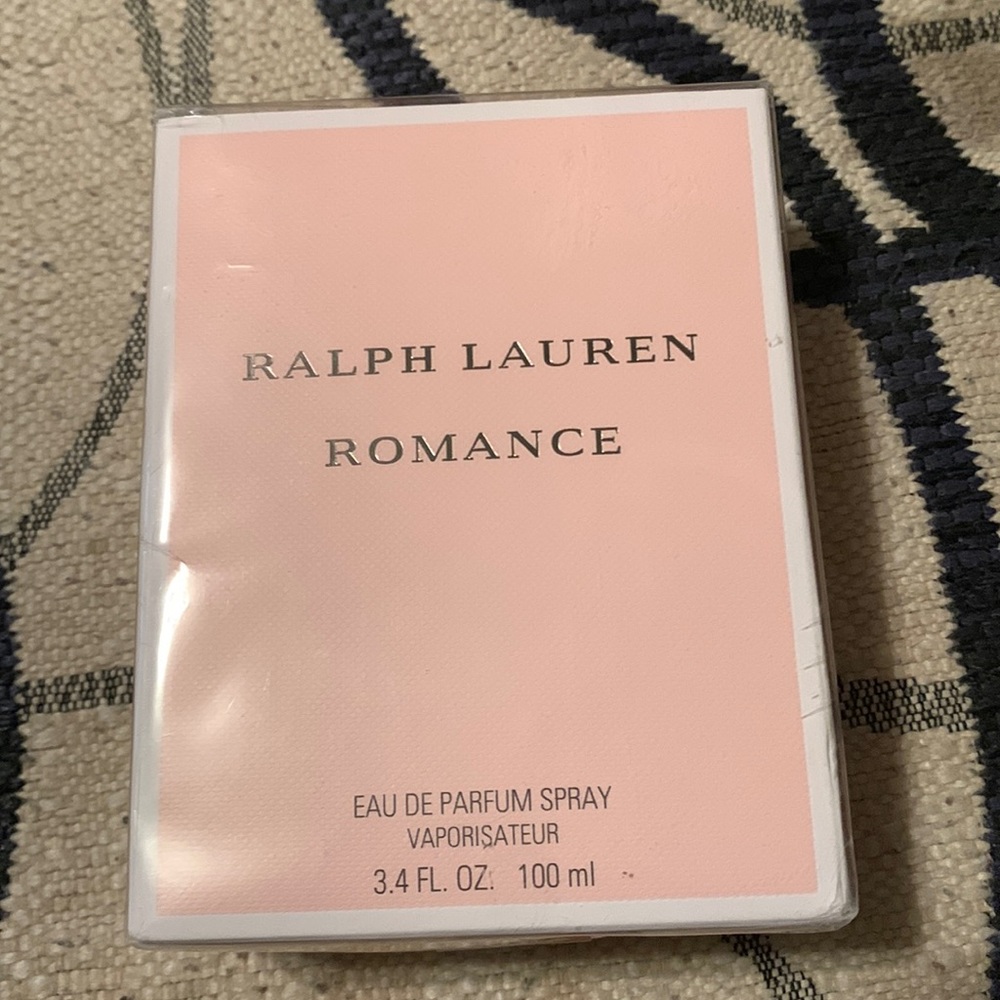 RALPH LAUREN
ROMANCE
EAU DE PARFUM SPRAY
VAPORISATEUR
3.4 FL. OZ. 100 ml